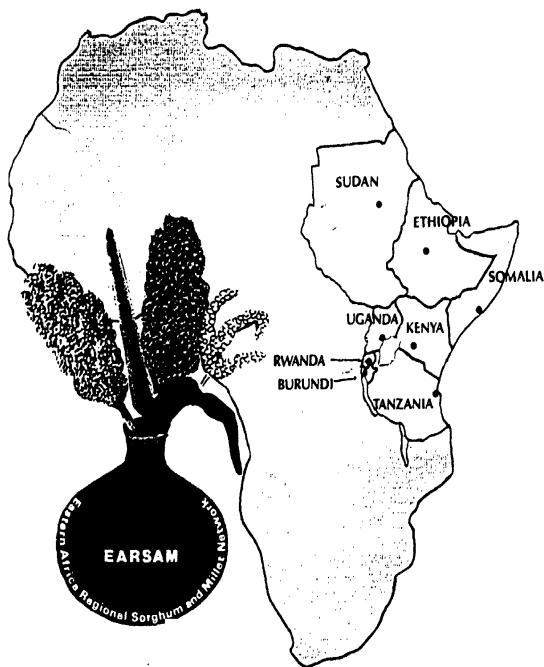 SUDAN
ETHIOPIA
SOMALIA
UGANDA
KENYA
RWANDA
BURUNDI
TANZANIA
EARSAM
Eastern Africa Regional Sorghum and Millet Network